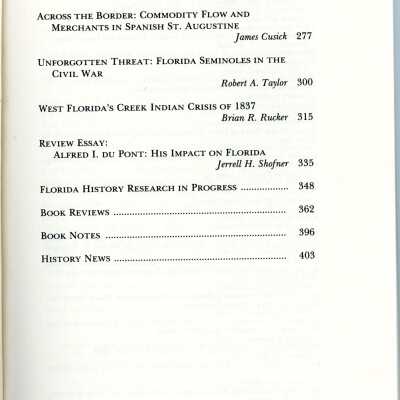 ACROSS THE BORDER: COMMODITY FLOW AND
MERCHANTS IN SPANISH ST. AUGUSTINE
James Cusick 277
UNFORGOTTEN THREAT: FLORIDA SEMINOLES IN THE
CIVIL WAR
Robert A. Taylor 300
WEST FLORIDA'S CREEK INDIAN CRISIS OF 1837
Brian R. Rucker 315
REVIEW ESSAY:
ALFRED I. DU PONT: HIS IMPACT ON FLORIDA
Jerrell H. Shofner 335
FLORIDA HISTORY RESEARCH IN PROGRESS .................. 348
BOOK REVIEWS .................................................... 362
BOOK NOTES ...................................................... 396
HISTORY NEWS .................................................... 403